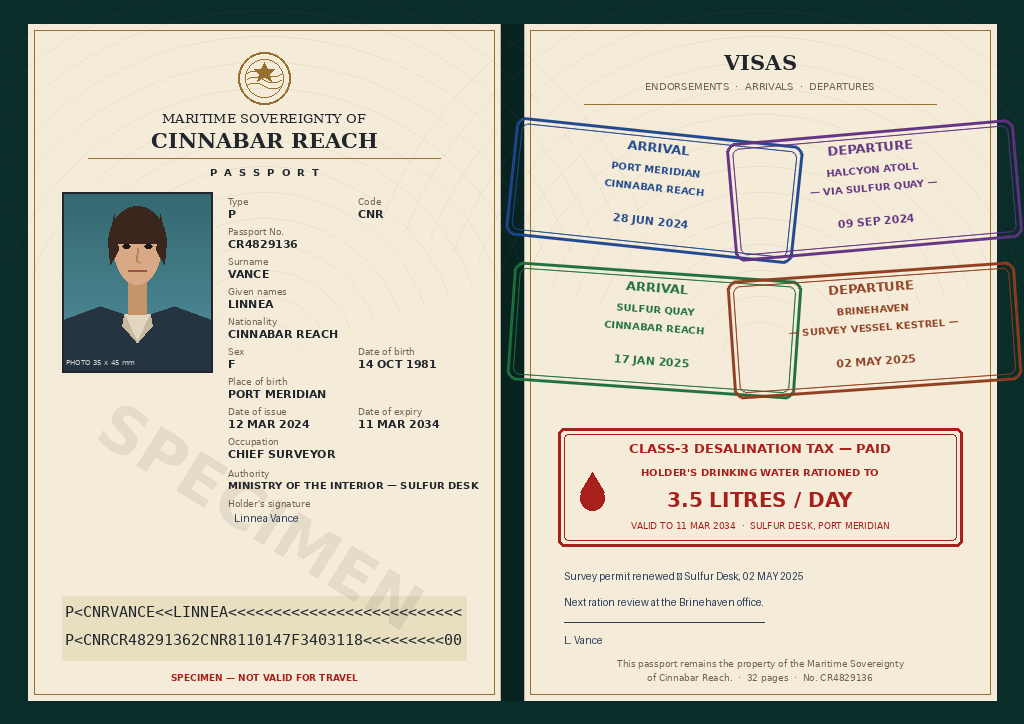 MARITIME SOVEREIGNTY OF
CINNABAR REACH
PASSPORT
Type Code
P CNR
Passport No.
CR4829136
Surname
VANCE
Given names
LINNEA
Nationality
CINNABAR REACH
Sex Date of birth
F 14 OCT 1981
Place of birth
PORT MERIDIAN
Date of issue Date of expiry
12 MAR 2024 11 MAR 2034
Occupation
CHIEF SURVEYOR
Authority
MINISTRY OF THE INTERIOR — SULFUR DESK
Holder's signature
Linnea Vance
PHOTO 35 x 45 mm
SPECIMEN
P<CNRVANCE<<LINNEA<<<<<<<<<<<<<<<<<<<<<<<<<<
P<CNRCR48291362CNR8110147F3403118<<<<<<<<<00
SPECIMEN — NOT VALID FOR TRAVEL
VISAS
ENDORSEMENTS · ARRIVALS · DEPARTURES
ARRIVAL
PORT MERIDIAN
CINNABAR REACH
28 JUN 2024
DEPARTURE
HALCYON ATOLL
— VIA SULFUR QUAY —
09 SEP 2024
ARRIVAL
SULFUR QUAY
CINNABAR REACH
17 JAN 2025
DEPARTURE
BRINEHAVEN
— SURVEY VESSEL KESTREL —
02 MAY 2025
CLASS-3 DESALINATION TAX — PAID
HOLDER'S DRINKING WATER RATIONED TO
3.5 LITRES / DAY
VALID TO 11 MAR 2034 · SULFUR DESK, PORT MERIDIAN
Survey permit renewed Sulfur Desk, 02 MAY 2025
Next ration review at the Brinehaven office.
L. Vance
This passport remains the property of the Maritime Sovereignty
of Cinnabar Reach. · 32 pages · No. CR4829136